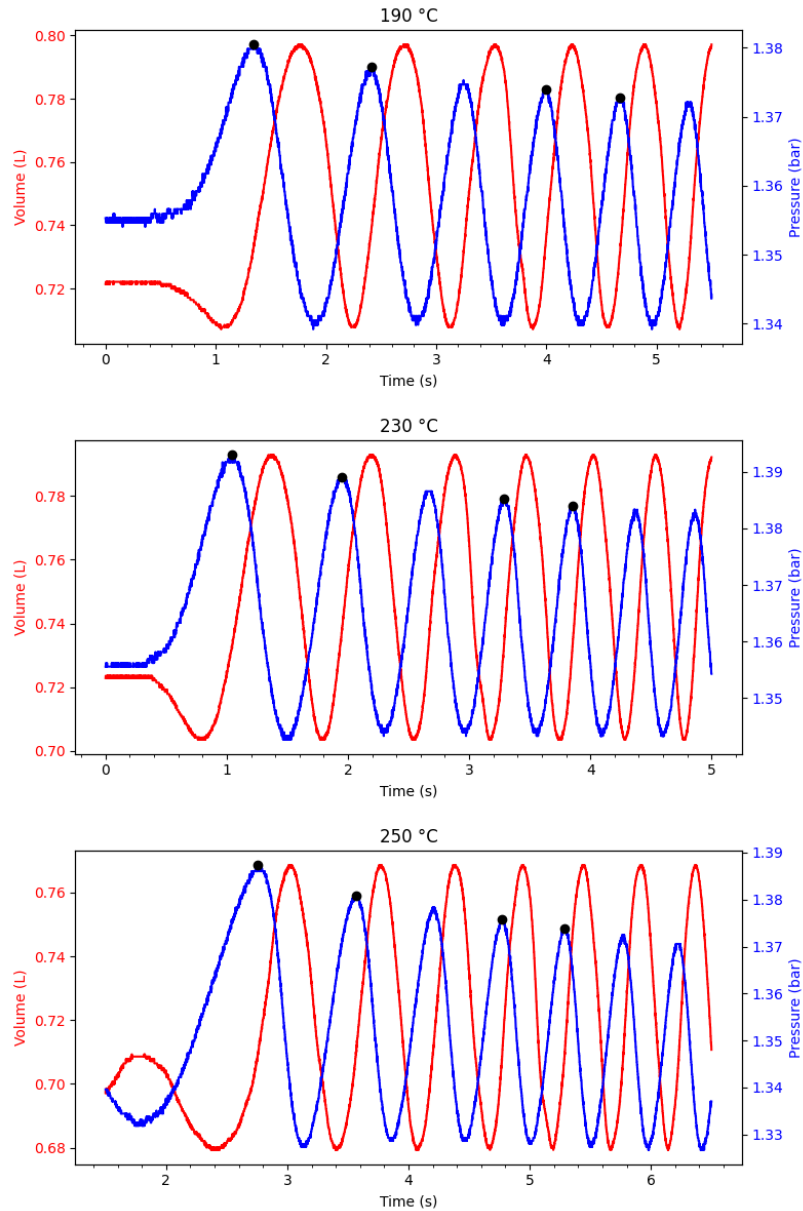 190 °C
0.80
0.78
0.76
0.74
0.72
Volume (L)
1.38
1.37
1.36
1.35
1.34
Pressure (bar)
0 1 2 3 4 5
Time (s)
230 °C
0.78
0.76
0.74
0.72
0.70
Volume (L)
1.39
1.38
1.37
1.36
1.35
Pressure (bar)
0 1 2 3 4 5
Time (s)
250 °C
0.76
0.74
0.72
0.70
0.68
Volume (L)
1.39
1.38
1.37
1.36
1.35
1.34
1.33
Pressure (bar)
2 3 4 5 6
Time (s)